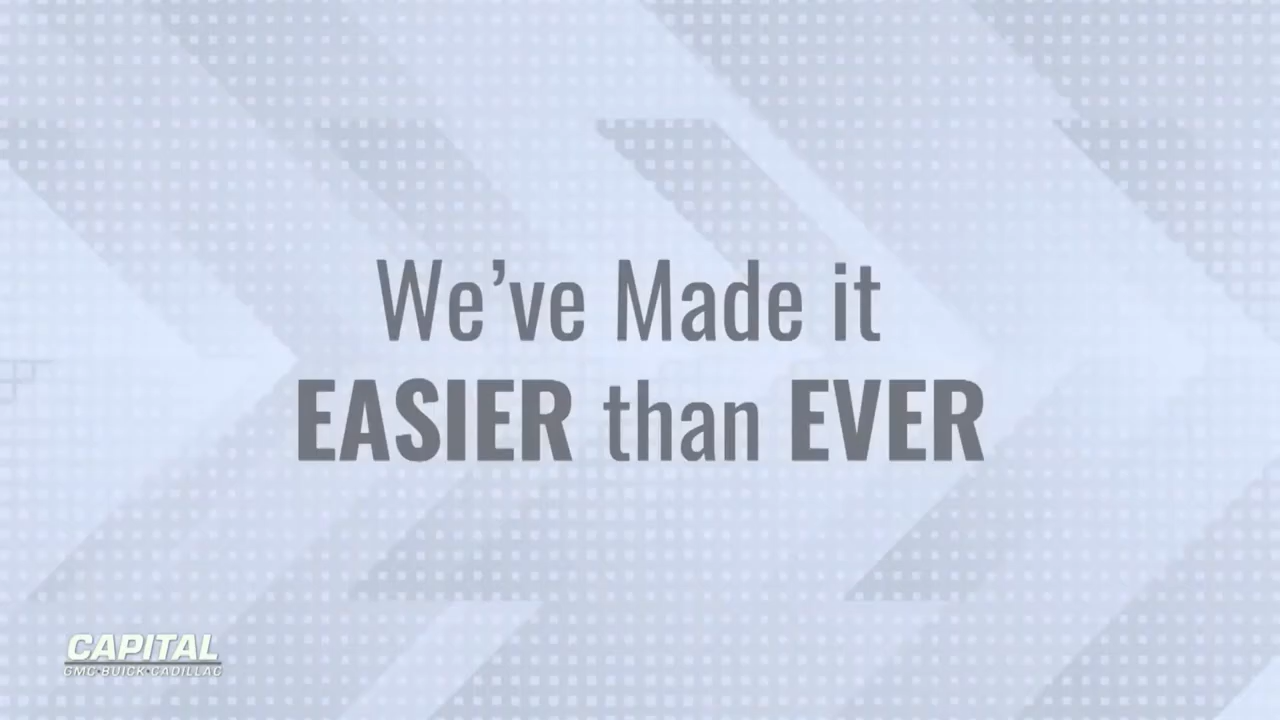 We’ve Made it
EASIER than EVER
CAPITAL
GMC•BUICK•CADILLAC